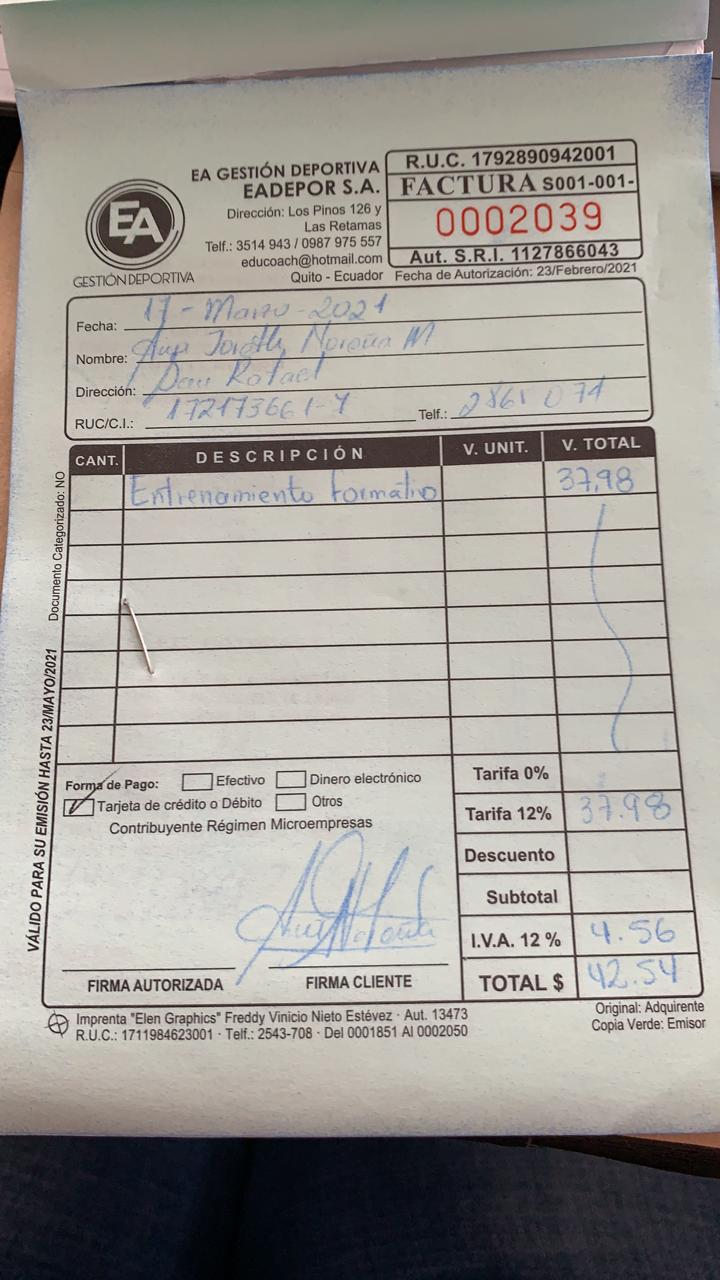 EA GESTIÓN DEPORTIVA
EADEPOR S.A.
Dirección: Los Pinos 126 y
Las Retamas
Telf.: 3514 943 / 0987 975 557
educoach@hotmail.com
Quito - Ecuador
EA
GESTIÓN DEPORTIVA
R.U.C. 1792890942001
FACTURA S001-001-
0002039
Aut. S.R.I. 1127866043
Fecha de Autorización: 23/Febrero/2021
Fecha: 17 - Marzo - 2021
Nombre: Noroña M
Dirección: San Rafael
RUC/C.I.: 172173661-4 Telf.: 2861 071
CANT. DESCRIPCIÓN V. UNIT. V. TOTAL
Entrenamiento formativo 37,98
Documento Categorizado: NO
VÁLIDO PARA SU EMISIÓN HASTA 23/MAYO/2021
Forma de Pago: Efectivo Dinero electrónico
Tarjeta de crédito o Débito Otros
Contribuyente Régimen Microempresas
Tarifa 0%
Tarifa 12% 37.98
Descuento
Subtotal
I.V.A. 12 % 4.56
TOTAL $ 42.54
FIRMA AUTORIZADA FIRMA CLIENTE
Imprenta "Elen Graphics" Freddy Vinicio Nieto Estévez · Aut. 13473
R.U.C.: 1711984623001 · Telf.: 2543-708 · Del 0001851 Al 0002050
Original: Adquirente
Copia Verde: Emisor